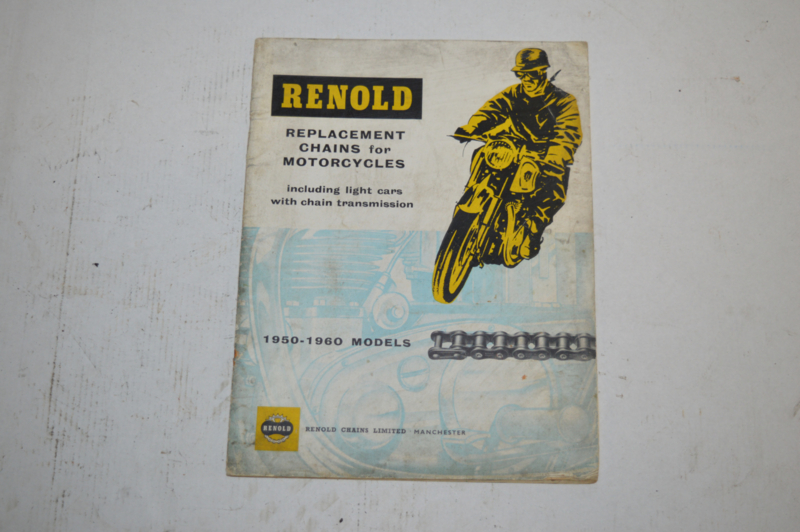 RENOLD
REPLACEMENT
CHAINS for
MOTORCYCLES
including light cars
with chain transmission
1950-1960 MODELS
RENOLD
RENOLD CHAINS LIMITED · MANCHESTER